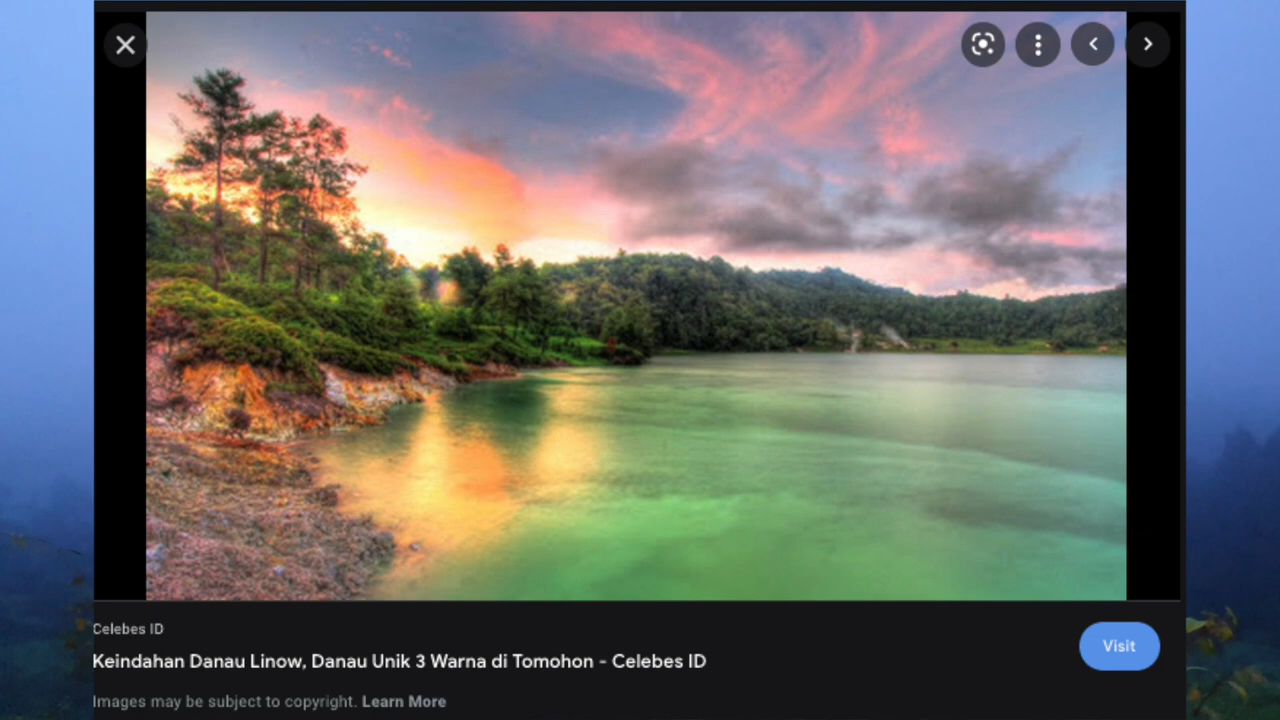 Celebes ID
Keindahan Danau Linow, Danau Unik 3 Warna di Tomohon - Celebes ID
Visit
Images may be subject to copyright. Learn More